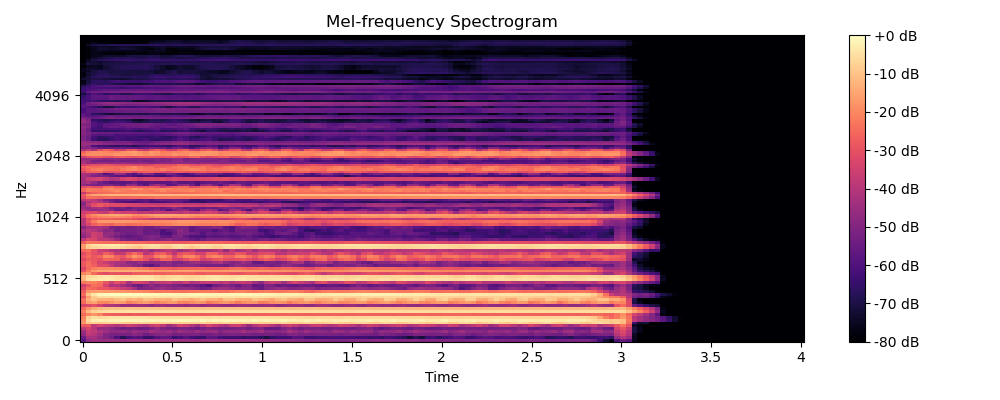 Mel-frequency Spectrogram
+0 dB
-10 dB
-20 dB
-30 dB
-40 dB
-50 dB
-60 dB
-70 dB
-80 dB
4096
2048
1024
512
0
Hz
0
0.5
1
1.5
2
2.5
3
3.5
4
Time